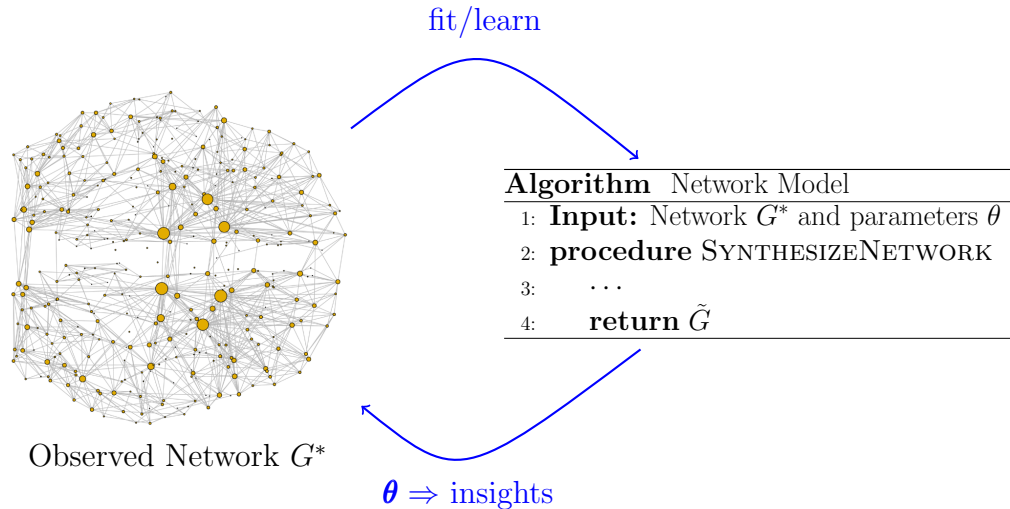 fit/learn
Algorithm Network Model
1: Input: Network G* and parameters θ
2: procedure SYNTHESIZENETWORK
3: ...
4: return G̃
Observed Network G*
θ ⇒ insights